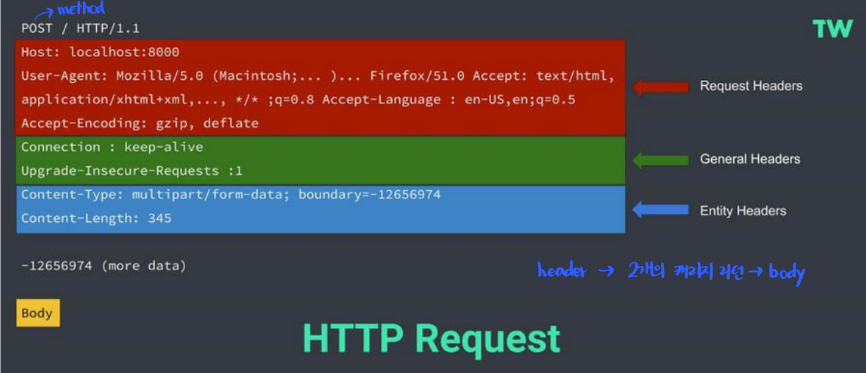 → method
POST / HTTP/1.1
TW
Host: localhost:8000
User-Agent: Mozilla/5.0 (Macintosh;... )... Firefox/51.0 Accept: text/html,
application/xhtml+xml,..., */* ;q=0.8 Accept-Language : en-US,en;q=0.5
Accept-Encoding: gzip, deflate
Request Headers
Connection : keep-alive
Upgrade-Insecure-Requests :1
General Headers
Content-Type: multipart/form-data; boundary=-12656974
Content-Length: 345
Entity Headers
-12656974 (more data)
header → 2개의 캐리지 리턴 → body
Body
HTTP Request